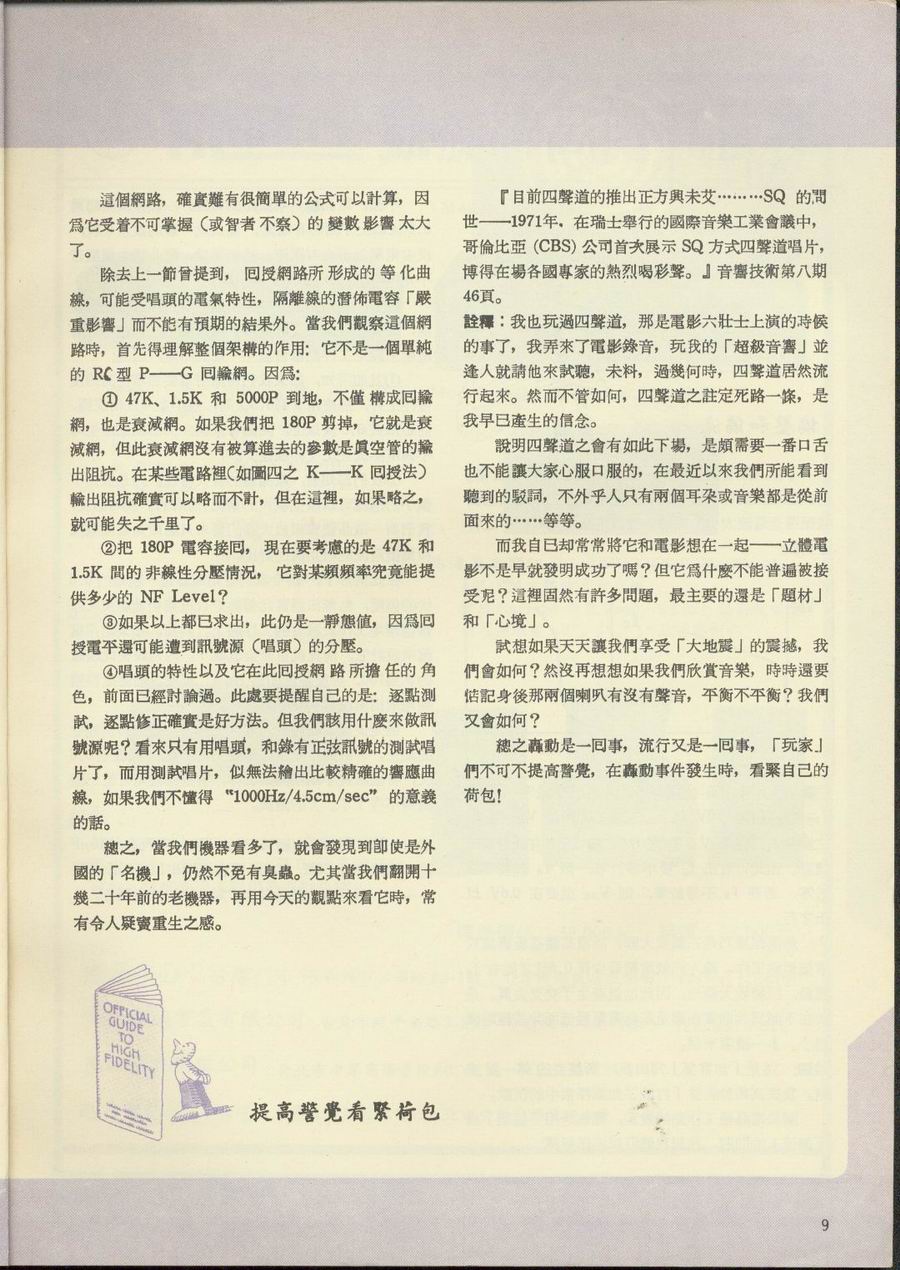 這個網路，確實難有很簡單的公式可以計算，因
爲它受着不可掌握（或智者不察）的變數影響太大
了。
除去上一節曾提到，囘授網路所形成的等化曲
線，可能受唱頭的電氣特性，隔離線的潛佈電容「嚴
重影響」而不能有預期的結果外。當我們觀察這個網
路時，首先得理解整個架構的作用：它不是一個單純
的 RC 型 P——G 囘輸網。因爲：
① 47K、1.5K 和 5000P 到地，不僅構成囘輸
網，也是衰減網。如果我們把 180P 剪掉，它就是衰
減網，但此衰減網沒有被算進去的參數是眞空管的輸
出阻抗。在某些電路裡（如圖四之 K——K 囘授法）
輸出阻抗確實可以略而不計，但在這裡，如果略之，
就可能失之千里了。
②把 180P 電容接囘，現在要考慮的是 47K 和
1.5K 間的非線性分壓情況，它對某頻頻率究竟能提
供多少的 NF Level？
③如果以上都已求出，此仍是一靜態値，因爲囘
授電平還可能遭到訊號源（唱頭）的分壓。
④唱頭的特性以及它在此囘授網路所擔任的角
色，前面已經討論過。此處要提醒自己的是：逐點測
試，逐點修正確實是好方法。但我們該用什麼來做訊
號源呢？看來只有用唱頭，和錄有正弦訊號的測試唱
片了，而用測試唱片，似無法繪出比較精確的響應曲
線，如果我們不懂得 “1000Hz/4.5cm/sec” 的意義
的話。
總之，當我們機器看多了，就會發現到卽使是外
國的「名機」，仍然不免有臭蟲。尤其當我們翻開十
幾二十年前的老機器，再用今天的觀點來看它時，常
有令人疑竇重生之感。
OFFICIAL
GUIDE
TO
HIGH
FIDELITY
提高警覺看緊荷包
『目前四聲道的推出正方興未艾………SQ 的問
世——1971年，在瑞士舉行的國際音樂工業會議中，
哥倫比亞 (CBS) 公司首次展示 SQ 方式四聲道唱片，
博得在場各國專家的熱烈喝彩聲。』音響技術第八期
46頁。
詮釋：我也玩過四聲道，那是電影六壯士上演的時候
的事了，我弄來了電影錄音，玩我的「超級音響」並
逢人就請他來試聽，未料，過幾何時，四聲道居然流
行起來。然而不管如何，四聲道之註定死路一條，是
我早已產生的信念。
說明四聲道之會有如此下場，是頗需要一番口舌
也不能讓大家心服口服的，在最近以來我們所能看到
聽到的駁詞，不外乎人只有兩個耳朶或音樂都是從前
面來的……等等。
而我自己却常常將它和電影想在一起——立體電
影不是早就發明成功了嗎？但它爲什麼不能普遍被接
受呢？這裡固然有許多問題，最主要的還是「題材」
和「心境」。
試想如果天天讓我們享受「大地震」的震撼，我
們會如何？然沒再想想如果我們欣賞音樂，時時還要
惦記身後那兩個喇叭有沒有聲音，平衡不平衡？我們
又會如何？
總之轟動是一囘事，流行又是一囘事，「玩家」
們不可不提高警覺，在轟動事件發生時，看緊自己的
荷包！
9